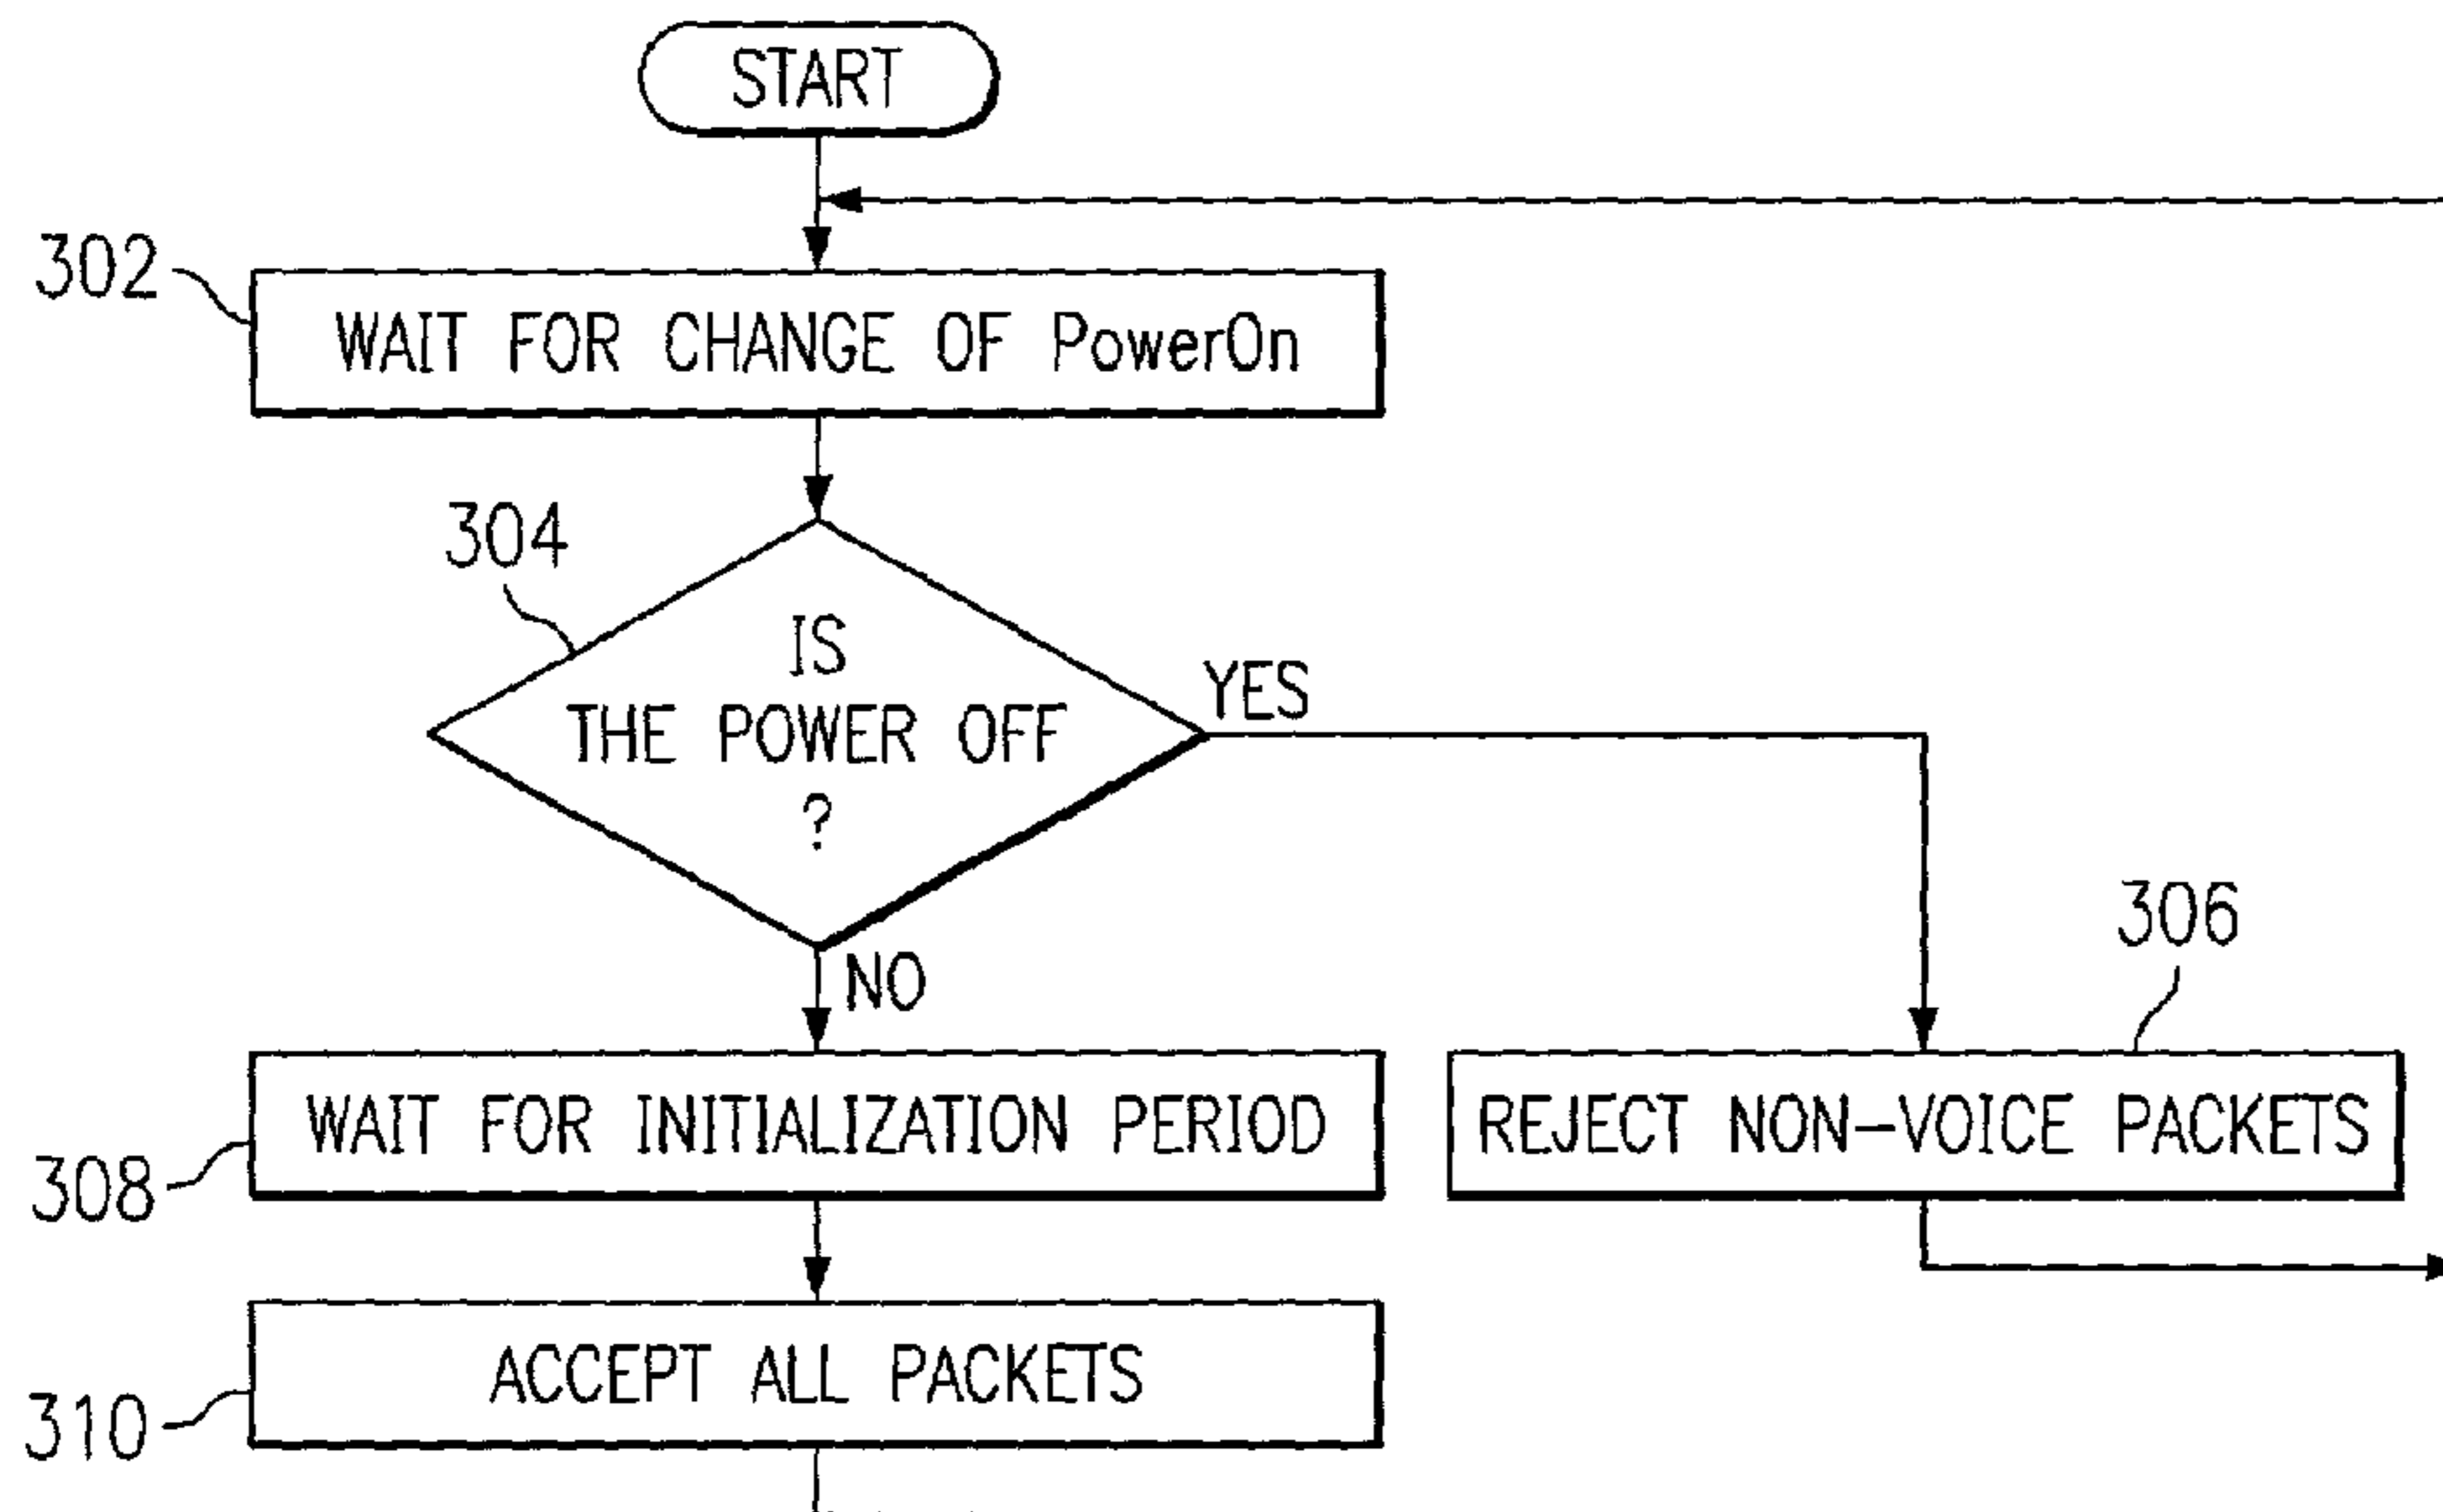 START
302
WAIT FOR CHANGE OF PowerOn
304
IS
THE POWER OFF
?
YES
NO
306
WAIT FOR INITIALIZATION PERIOD
308
REJECT NON-VOICE PACKETS
ACCEPT ALL PACKETS
310